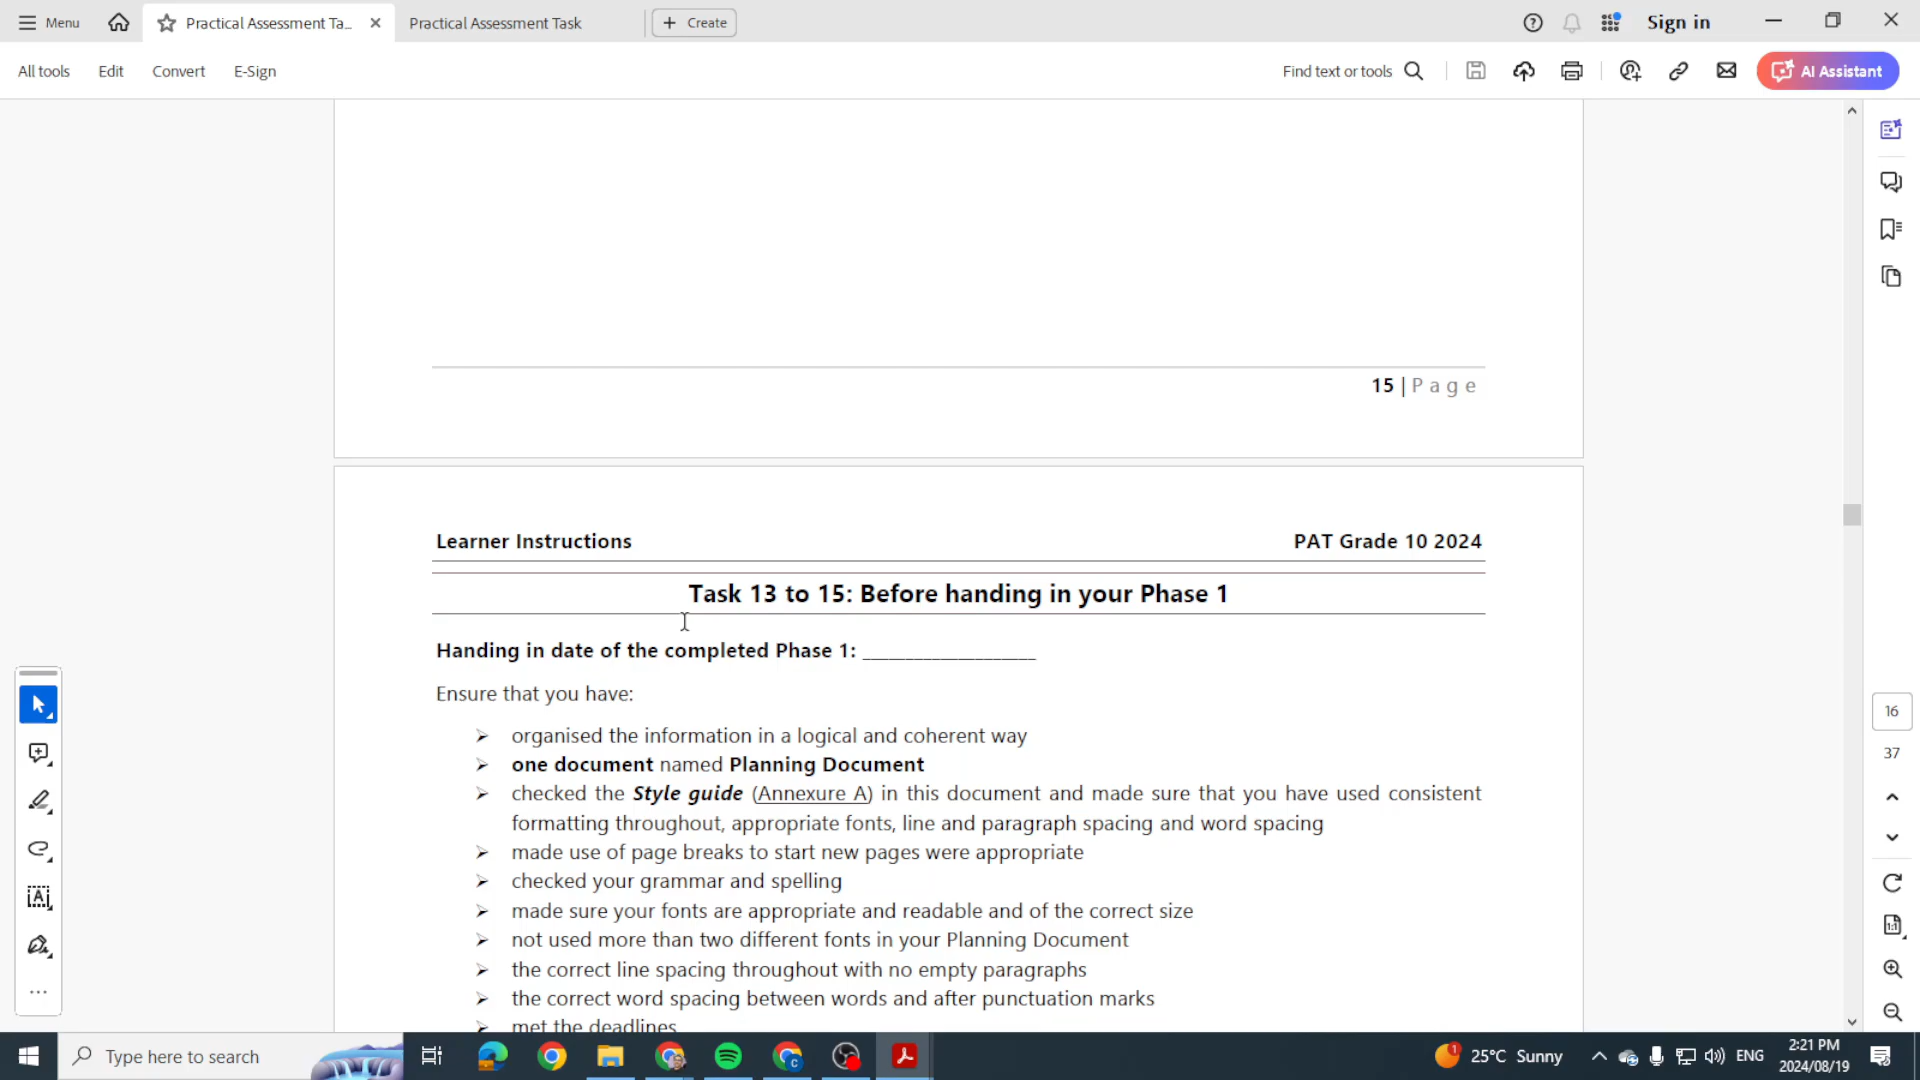 Menu
Practical Assessment Ta...
Practical Assessment Task
+ Create
Sign in
All tools
Edit
Convert
E-Sign
Find text or tools
AI Assistant
15 | P a g e
Learner Instructions
PAT Grade 10 2024
Task 13 to 15: Before handing in your Phase 1
Handing in date of the completed Phase 1: ____________________
Ensure that you have:
➢ organised the information in a logical and coherent way
➢ one document named Planning Document
➢ checked the Style guide (Annexure A) in this document and made sure that you have used consistent
formatting throughout, appropriate fonts, line and paragraph spacing and word spacing
➢ made use of page breaks to start new pages were appropriate
➢ checked your grammar and spelling
➢ made sure your fonts are appropriate and readable and of the correct size
➢ not used more than two different fonts in your Planning Document
➢ the correct line spacing throughout with no empty paragraphs
➢ the correct word spacing between words and after punctuation marks
➢ met the deadlines
16
37
Type here to search
1
25°C Sunny
ENG
2:21 PM
2024/08/19